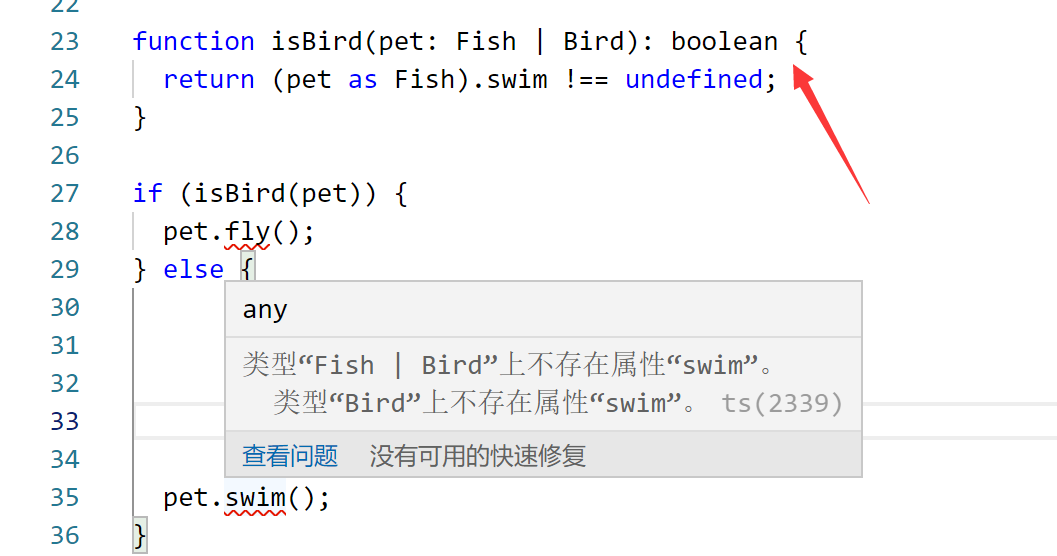 22
23 function isBird(pet: Fish | Bird): boolean {
24 return (pet as Fish).swim !== undefined;
25 }
26
27 if (isBird(pet)) {
28 pet.fly();
29 } else {
30 any
31 类型“Fish | Bird”上不存在属性“swim”。
32 类型“Bird”上不存在属性“swim”。 ts(2339)
33
34 查看问题 没有可用的快速修复
35 pet.swim();
36 }